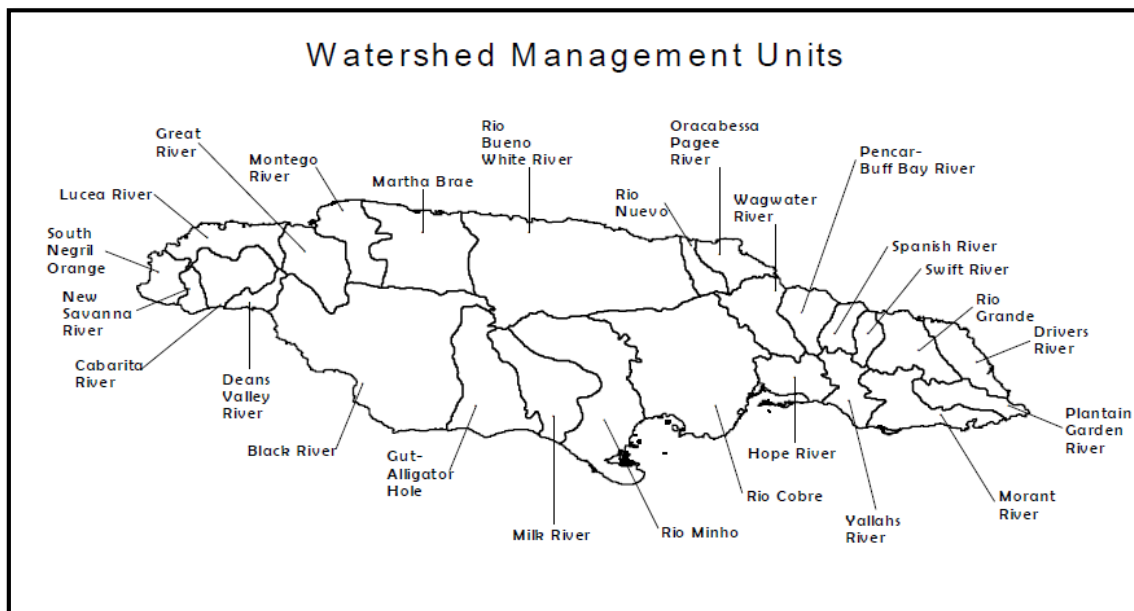 Watershed Management Units
Great
River
Montego
River
Rio
Bueno
White River
Oracabessa
Pagee
River
Pencar-
Buff Bay River
Lucea River
Martha Brae
Rio
Nuevo
Wagwater
River
South
Negril
Orange
Spanish River
Swift River
New
Savanna
River
Rio
Grande
Drivers
River
Cabarita
River
Deans
Valley
River
Black River
Gut-
Alligator
Hole
Milk River
Rio Minho
Rio Cobre
Hope River
Yallahs
River
Morant
River
Plantain
Garden
River